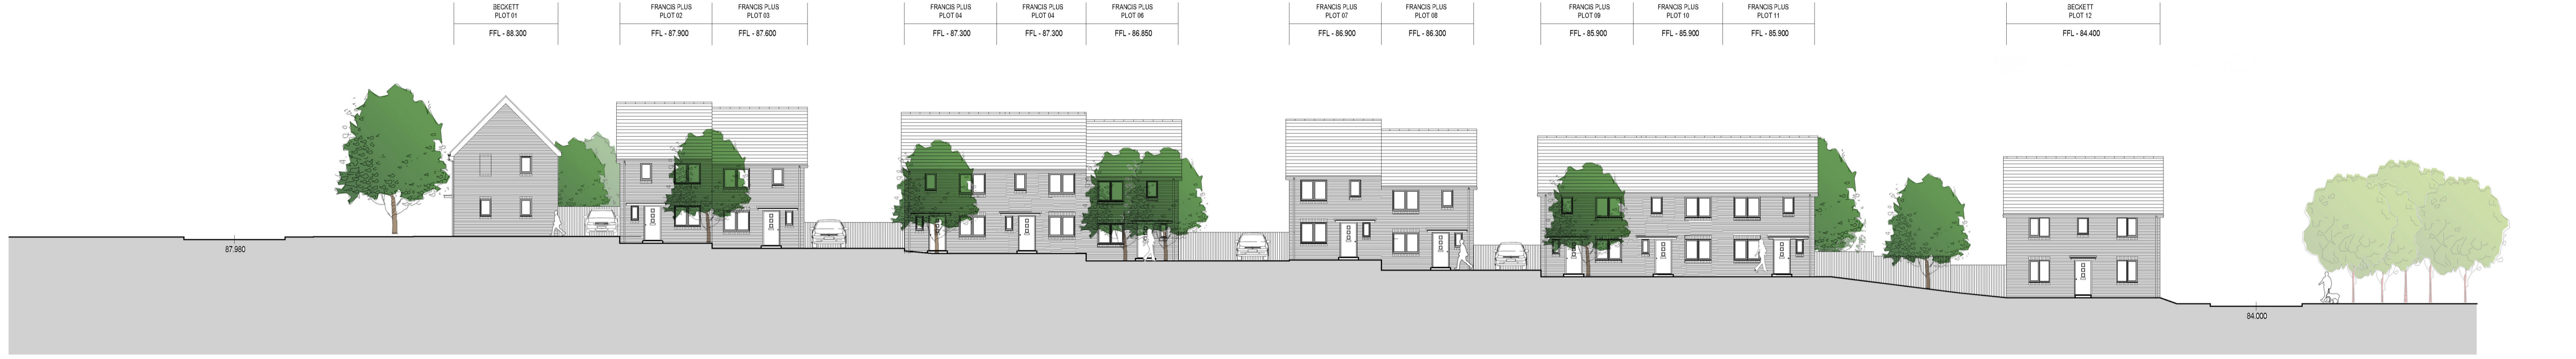 BECKETT
PLOT 01
FFL - 88.300
FRANCIS PLUS
PLOT 02
FFL - 87.900
FRANCIS PLUS
PLOT 03
FFL - 87.600
FRANCIS PLUS
PLOT 04
FFL - 87.300
FRANCIS PLUS
PLOT 04
FFL - 87.300
FRANCIS PLUS
PLOT 06
FFL - 86.850
FRANCIS PLUS
PLOT 07
FFL - 86.900
FRANCIS PLUS
PLOT 08
FFL - 86.300
FRANCIS PLUS
PLOT 09
FFL - 85.900
FRANCIS PLUS
PLOT 10
FFL - 85.900
FRANCIS PLUS
PLOT 11
FFL - 85.900
BECKETT
PLOT 12
FFL - 84.400
87.980
84.000